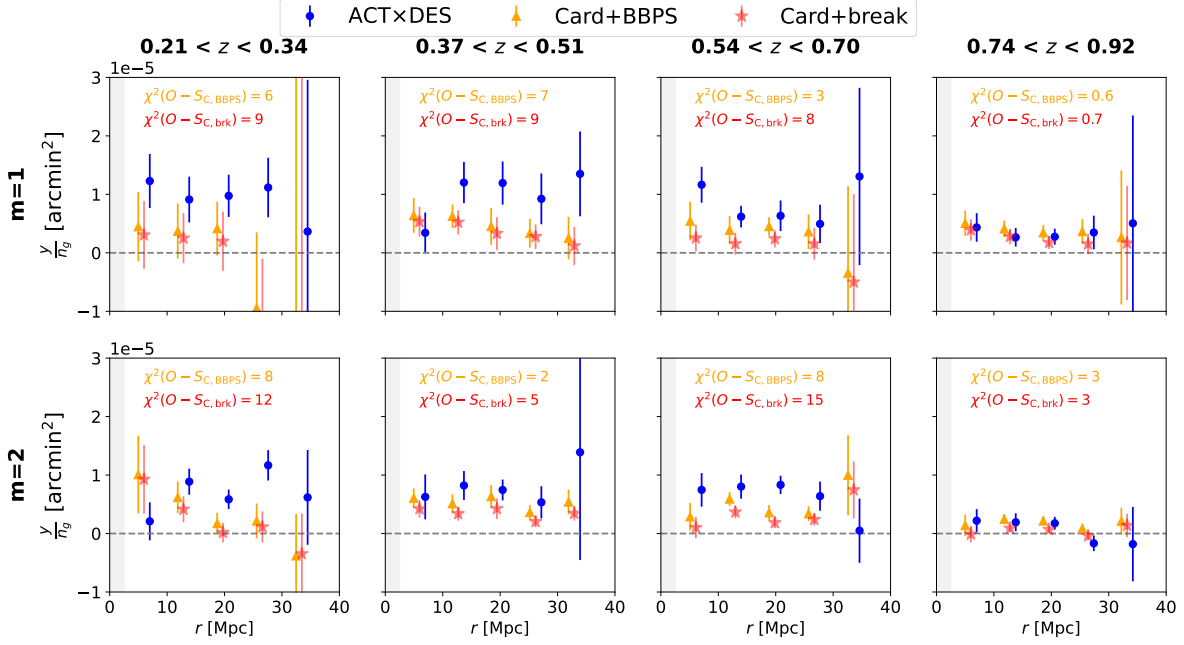 ACT×DES Card+BBPS Card+break
0.21 < z < 0.34 0.37 < z < 0.51 0.54 < z < 0.70 0.74 < z < 0.92
1e−5
m=1
y/n_g [arcmin²]
3
2
1
0
−1
χ²(O − S_C, BBPS) = 6
χ²(O − S_C, brk) = 9
χ²(O − S_C, BBPS) = 7
χ²(O − S_C, brk) = 9
χ²(O − S_C, BBPS) = 3
χ²(O − S_C, brk) = 8
χ²(O − S_C, BBPS) = 0.6
χ²(O − S_C, brk) = 0.7
1e−5
m=2
y/n_g [arcmin²]
3
2
1
0
−1
χ²(O − S_C, BBPS) = 8
χ²(O − S_C, brk) = 12
χ²(O − S_C, BBPS) = 2
χ²(O − S_C, brk) = 5
χ²(O − S_C, BBPS) = 8
χ²(O − S_C, brk) = 15
χ²(O − S_C, BBPS) = 3
χ²(O − S_C, brk) = 3
0 10 20 30 40 0 10 20 30 40 0 10 20 30 40 0 10 20 30 40
r [Mpc] r [Mpc] r [Mpc] r [Mpc]